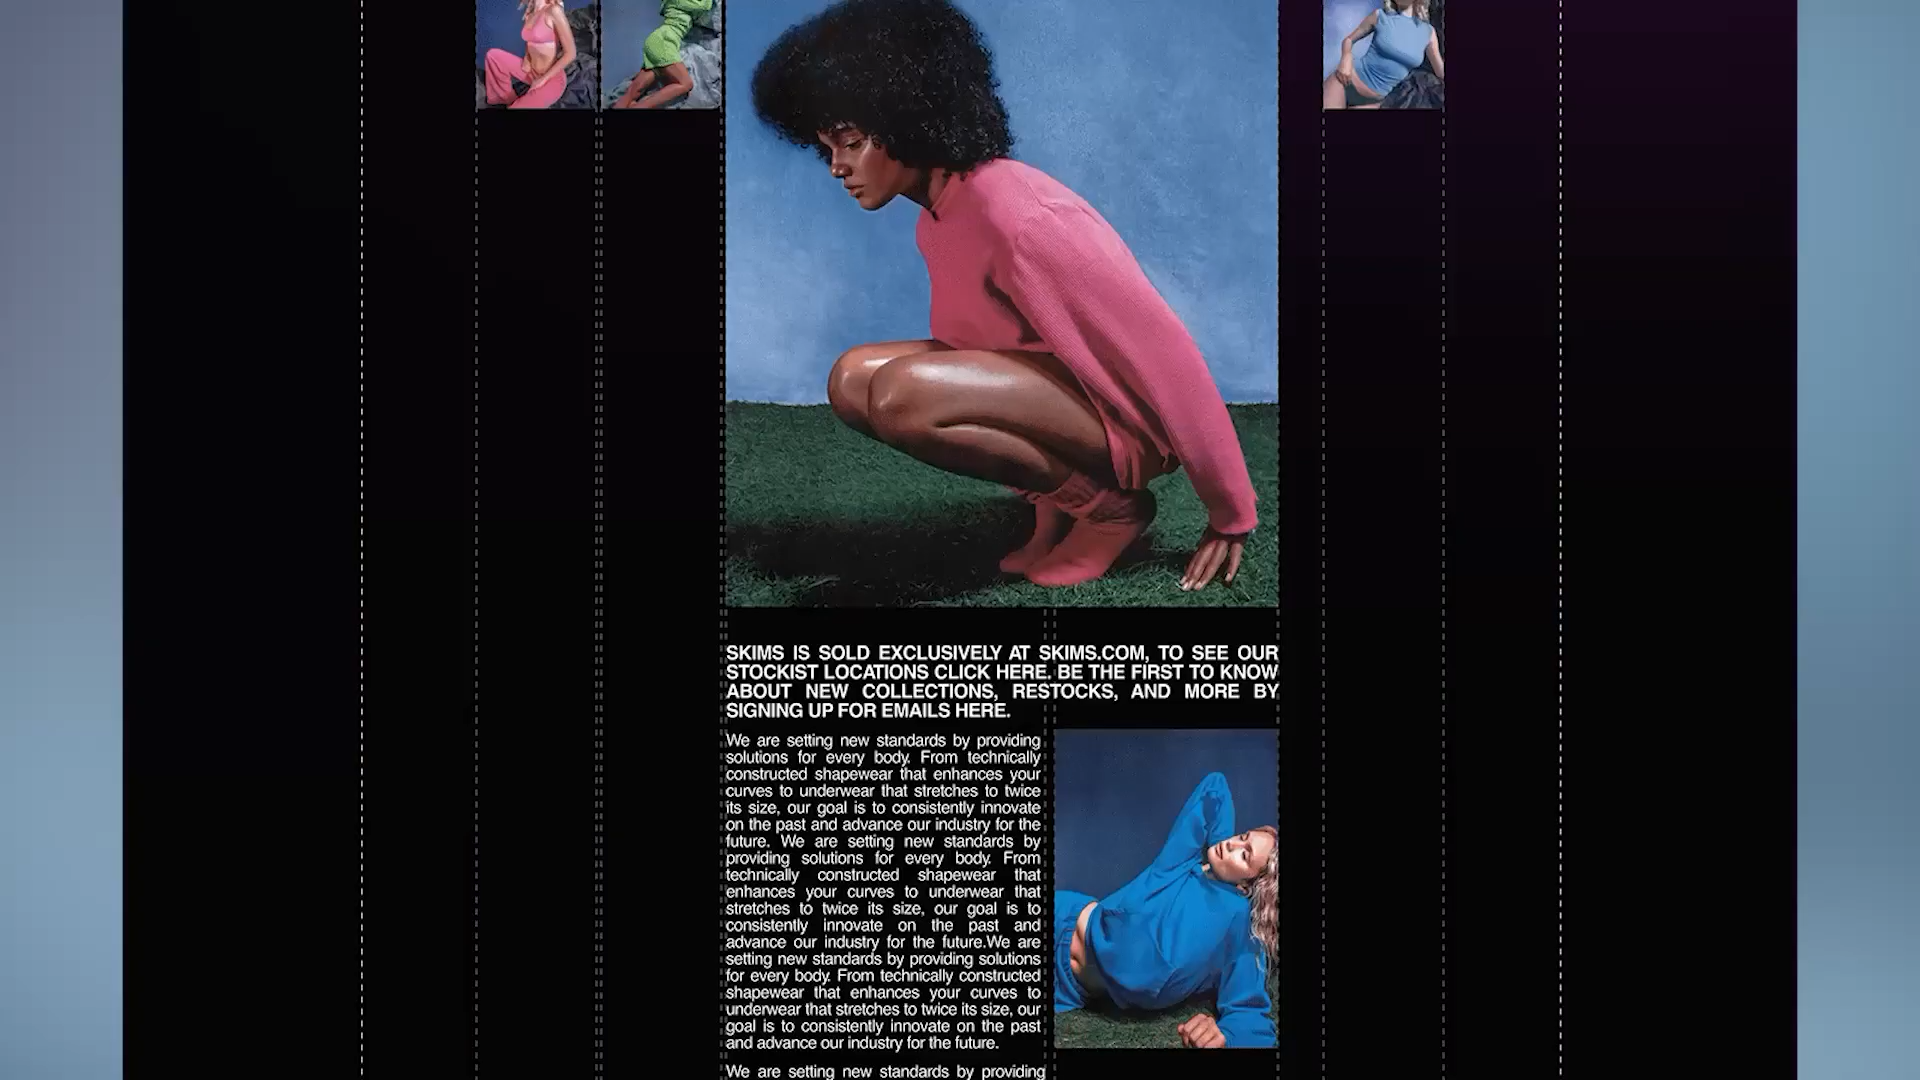 SKIMS IS SOLD EXCLUSIVELY AT SKIMS.COM, TO SEE OUR
STOCKIST LOCATIONS CLICK HERE. BE THE FIRST TO KNOW
ABOUT NEW COLLECTIONS, RESTOCKS, AND MORE BY
SIGNING UP FOR EMAILS HERE.
We are setting new standards by providing
solutions for every body. From technically
constructed shapewear that enhances your
curves to underwear that stretches to twice
its size, our goal is to consistently innovate
on the past and advance our industry for the
future. We are setting new standards by
providing solutions for every body. From
technically constructed shapewear that
enhances your curves to underwear that
stretches to twice its size, our goal is to
consistently innovate on the past and
advance our industry for the future.We are
setting new standards by providing solutions
for every body. From technically constructed
shapewear that enhances your curves to
underwear that stretches to twice its size, our
goal is to consistently innovate on the past
and advance our industry for the future.
We are setting new standards by providing